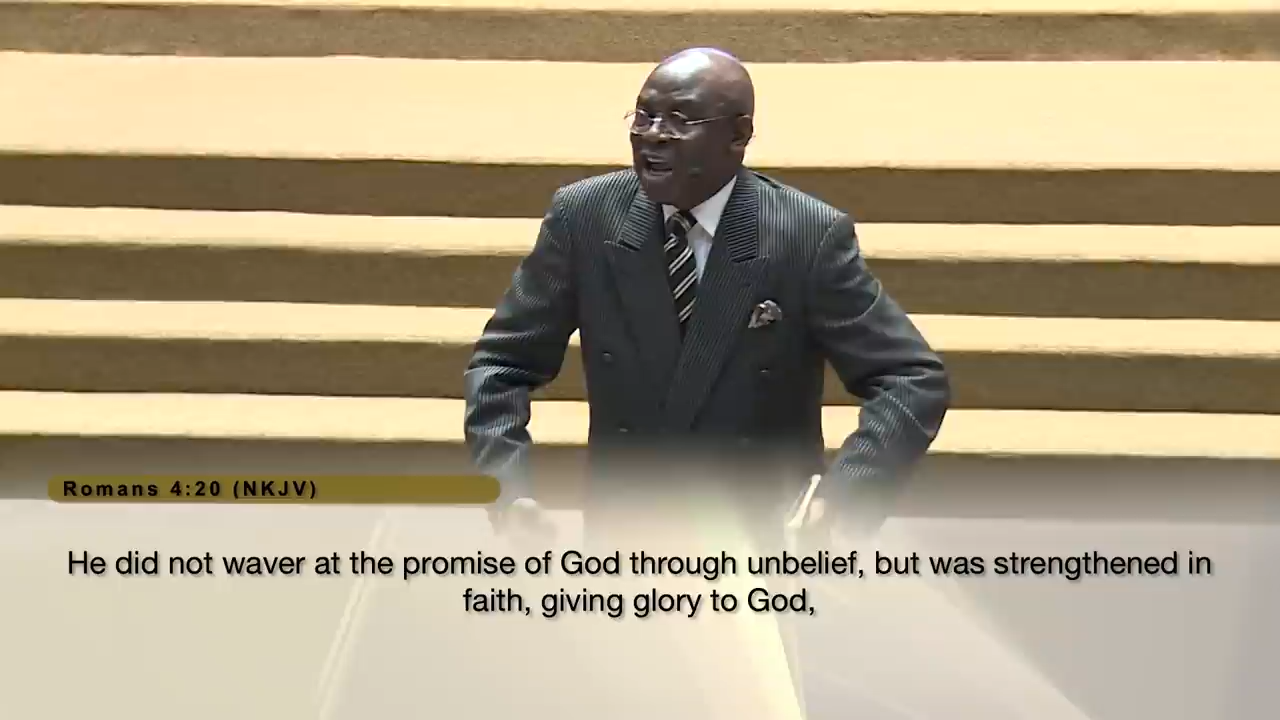 Romans 4:20 (NKJV)
He did not waver at the promise of God through unbelief, but was strengthened in
faith, giving glory to God,